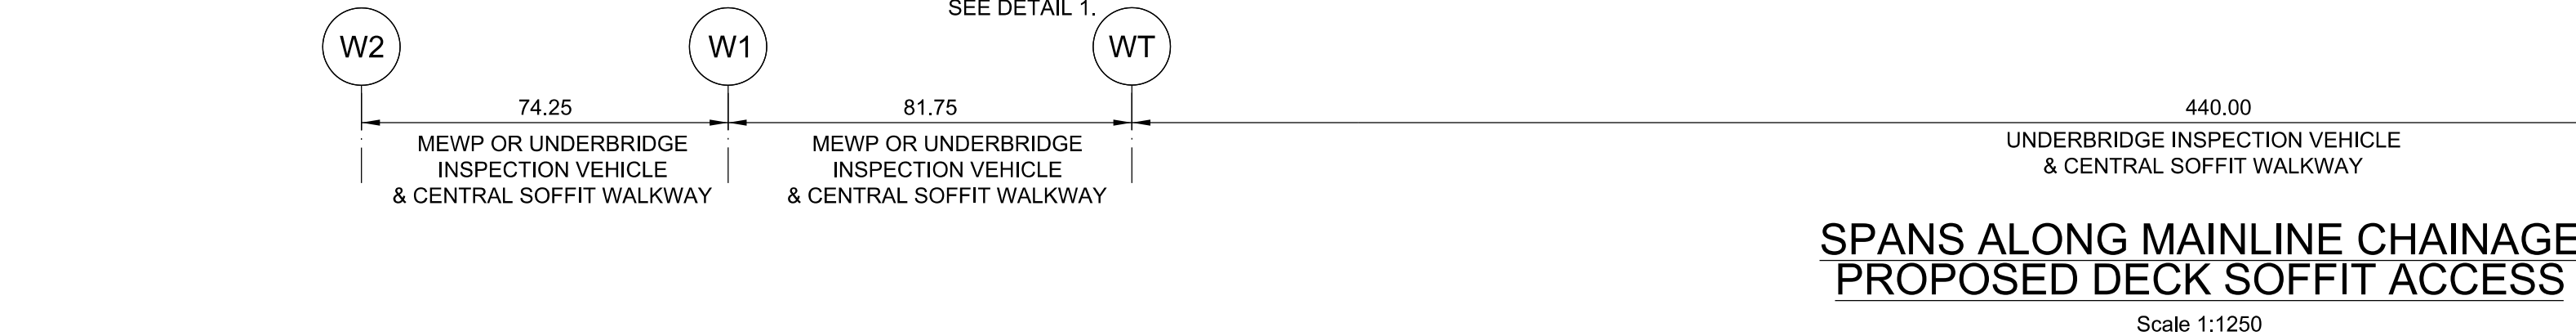 SEE DETAIL 1.
W2
W1
WT
74.25
81.75
440.00
MEWP OR UNDERBRIDGE
INSPECTION VEHICLE
& CENTRAL SOFFIT WALKWAY
MEWP OR UNDERBRIDGE
INSPECTION VEHICLE
& CENTRAL SOFFIT WALKWAY
UNDERBRIDGE INSPECTION VEHICLE
& CENTRAL SOFFIT WALKWAY
SPANS ALONG MAINLINE CHAINAGE
PROPOSED DECK SOFFIT ACCESS
Scale 1:1250